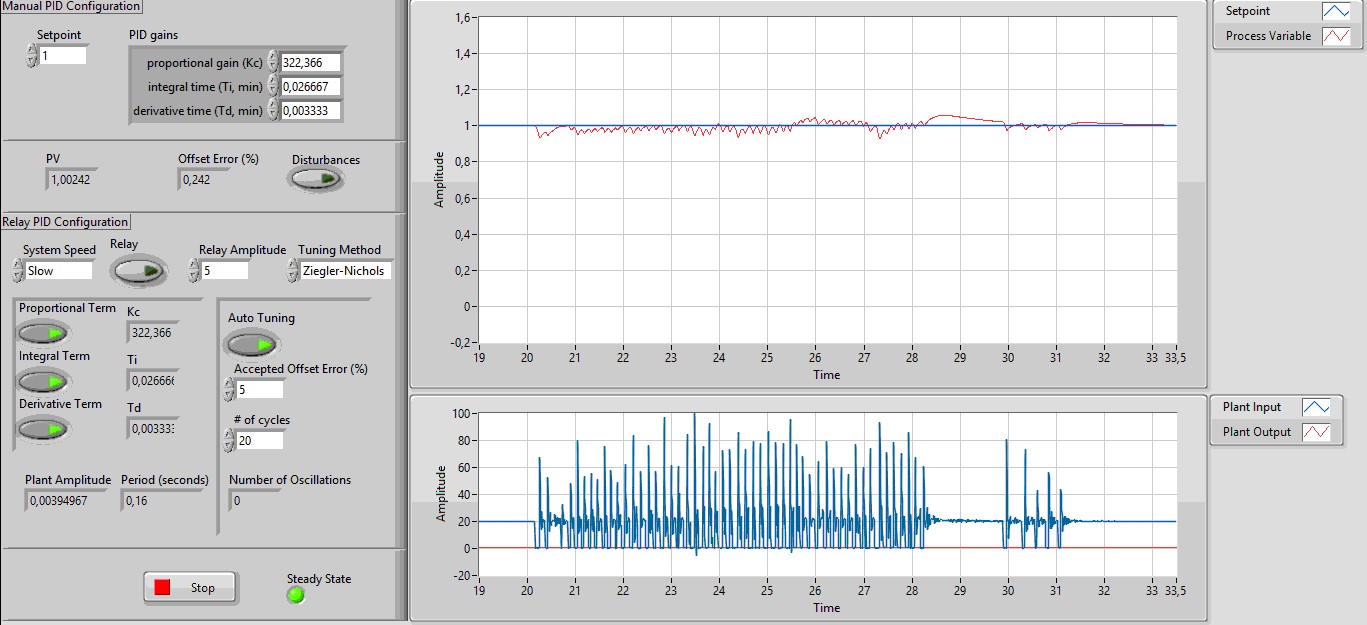 Manual PID Configuration
Setpoint
1
PID gains
proportional gain (Kc) 322,366
integral time (Ti, min) 0,026667
derivative time (Td, min) 0,003333
PV
1,00242
Offset Error (%)
0,242
Disturbances
Relay PID Configuration
System Speed
Slow
Relay
Relay Amplitude
5
Tuning Method
Ziegler-Nichols
Proportional Term
Kc
322,366
Integral Term
Ti
0,02666
Derivative Term
Td
0,00333
Auto Tuning
Accepted Offset Error (%)
5
# of cycles
20
Plant Amplitude
0,00394967
Period (seconds)
0,16
Number of Oscillations
0
Stop
Steady State
Amplitude
1,6
1,4
1,2
1
0,8
0,6
0,4
0,2
0
-0,2
19 20 21 22 23 24 25 26 27 28 29 30 31 32 33 33,5
Time
Setpoint
Process Variable
Amplitude
100
80
60
40
20
0
-20
19 20 21 22 23 24 25 26 27 28 29 30 31 32 33 33,5
Time
Plant Input
Plant Output